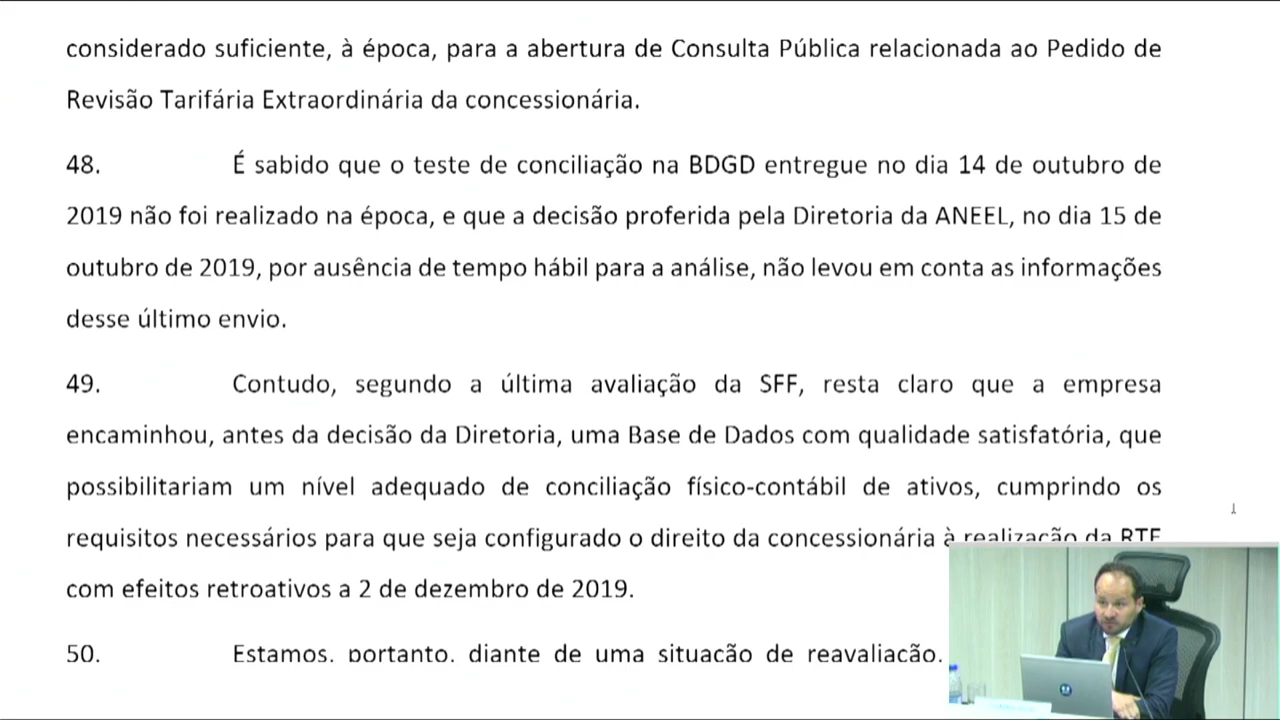 considerado suficiente, à época, para a abertura de Consulta Pública relacionada ao Pedido de
Revisão Tarifária Extraordinária da concessionária.
48. É sabido que o teste de conciliação na BDGD entregue no dia 14 de outubro de
2019 não foi realizado na época, e que a decisão proferida pela Diretoria da ANEEL, no dia 15 de
outubro de 2019, por ausência de tempo hábil para a análise, não levou em conta as informações
desse último envio.
49. Contudo, segundo a última avaliação da SFF, resta claro que a empresa
encaminhou, antes da decisão da Diretoria, uma Base de Dados com qualidade satisfatória, que
possibilitariam um nível adequado de conciliação físico-contábil de ativos, cumprindo os
requisitos necessários para que seja configurado o direito da concessionária à realização da RTE
com efeitos retroativos a 2 de dezembro de 2019.
50. Estamos, portanto, diante de uma situação de reavaliação.